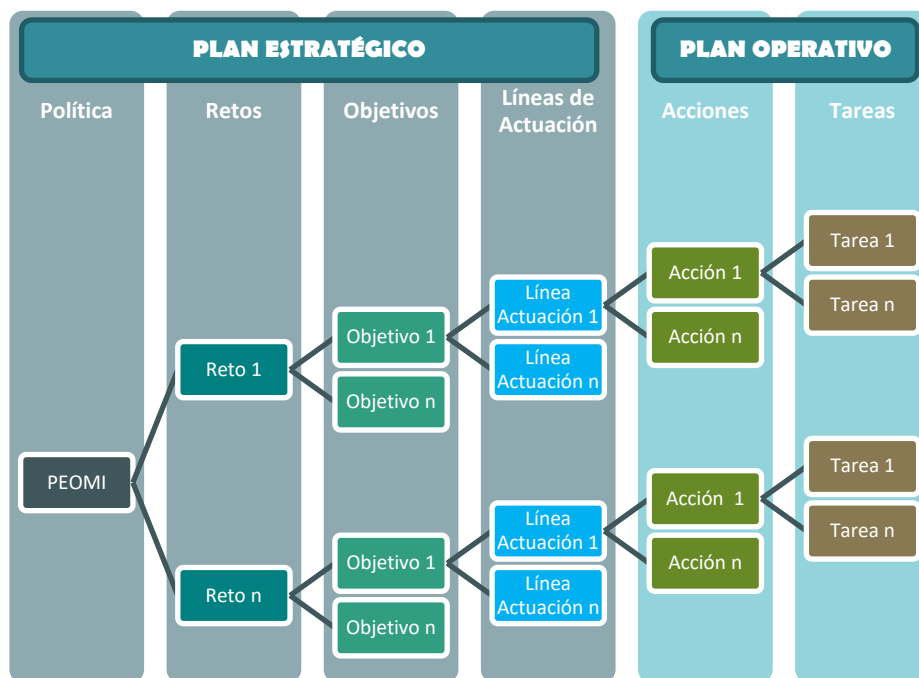 PLAN ESTRATÉGICO
PLAN OPERATIVO
Política
Retos
Objetivos
Líneas de
Actuación
Acciones
Tareas
PEOMI
Reto 1
Objetivo 1
Línea
Actuación 1
Acción 1
Tarea 1
Tarea n
Acción n
Línea
Actuación n
Objetivo n
Reto n
Objetivo 1
Línea
Actuación 1
Acción  1
Tarea 1
Tarea n
Acción n
Línea
Actuación n
Objetivo n